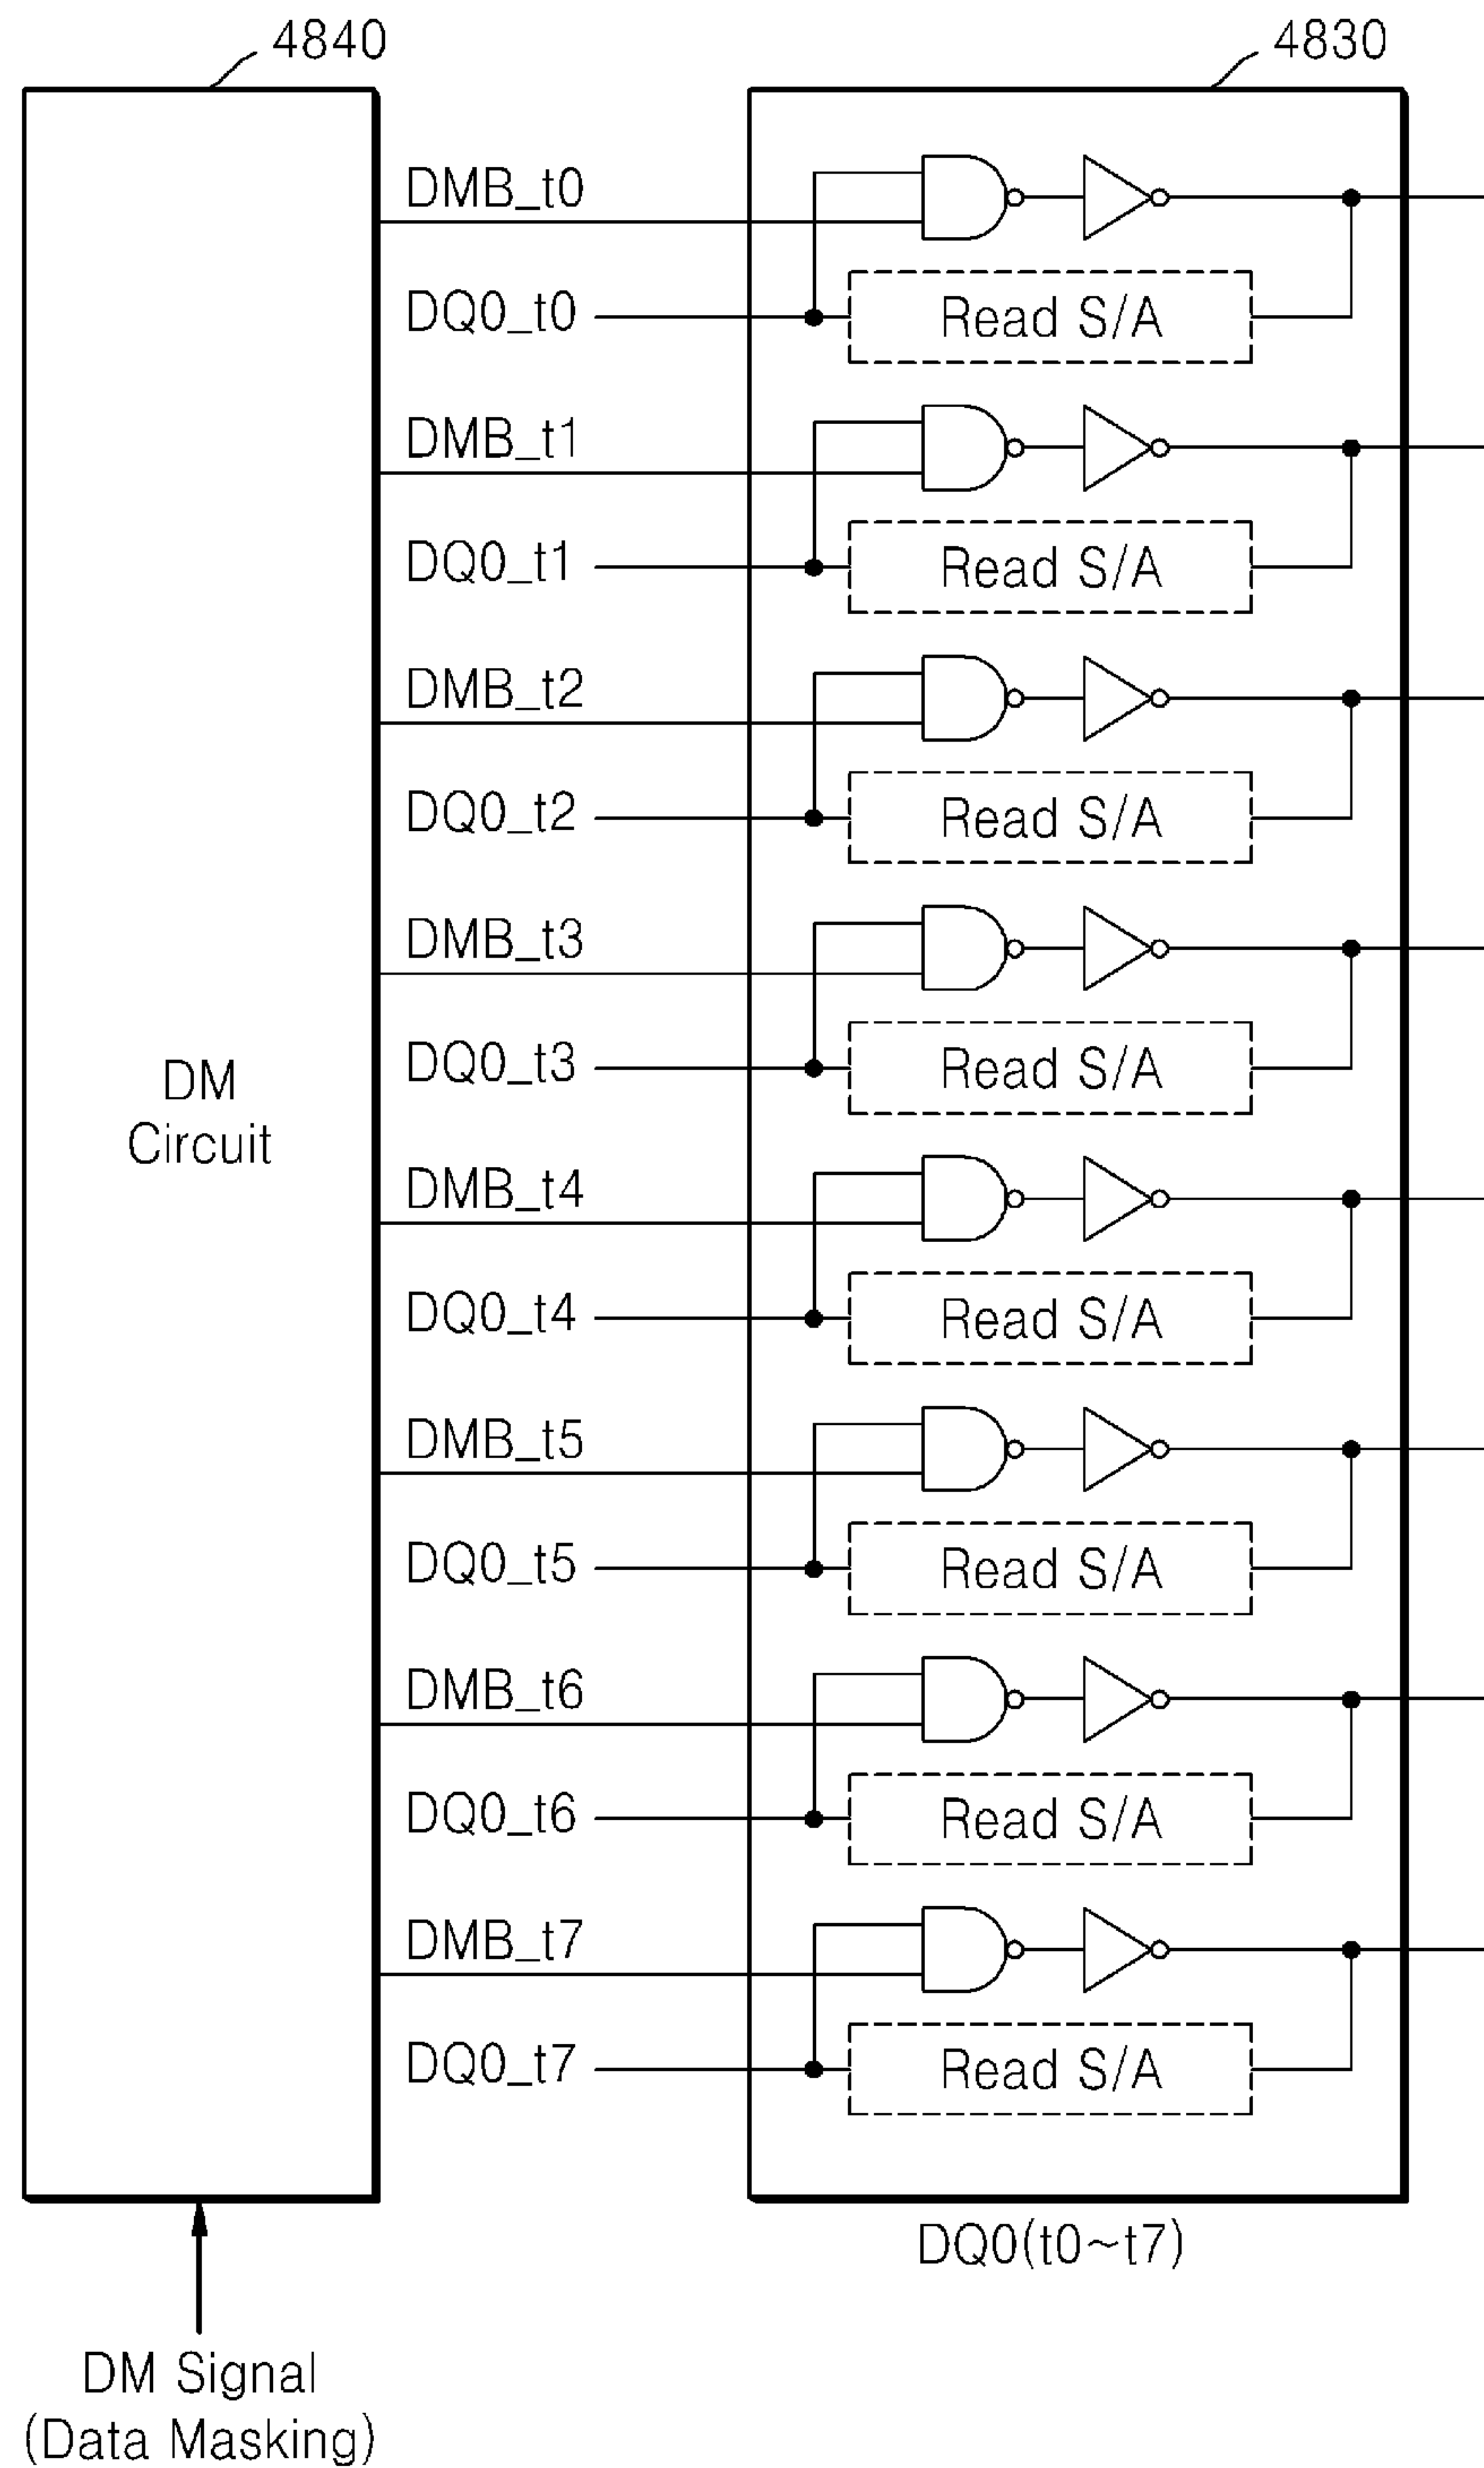 4840
4830
DMB_t0
DQ0_t0
Read S/A
DMB_t1
DQ0_t1
Read S/A
DMB_t2
DQ0_t2
Read S/A
DMB_t3
DQ0_t3
Read S/A
DM
Circuit
DMB_t4
DQ0_t4
Read S/A
DMB_t5
DQ0_t5
Read S/A
DMB_t6
DQ0_t6
Read S/A
DMB_t7
DQ0_t7
Read S/A
DQ0(t0~t7)
DM Signal
(Data Masking)